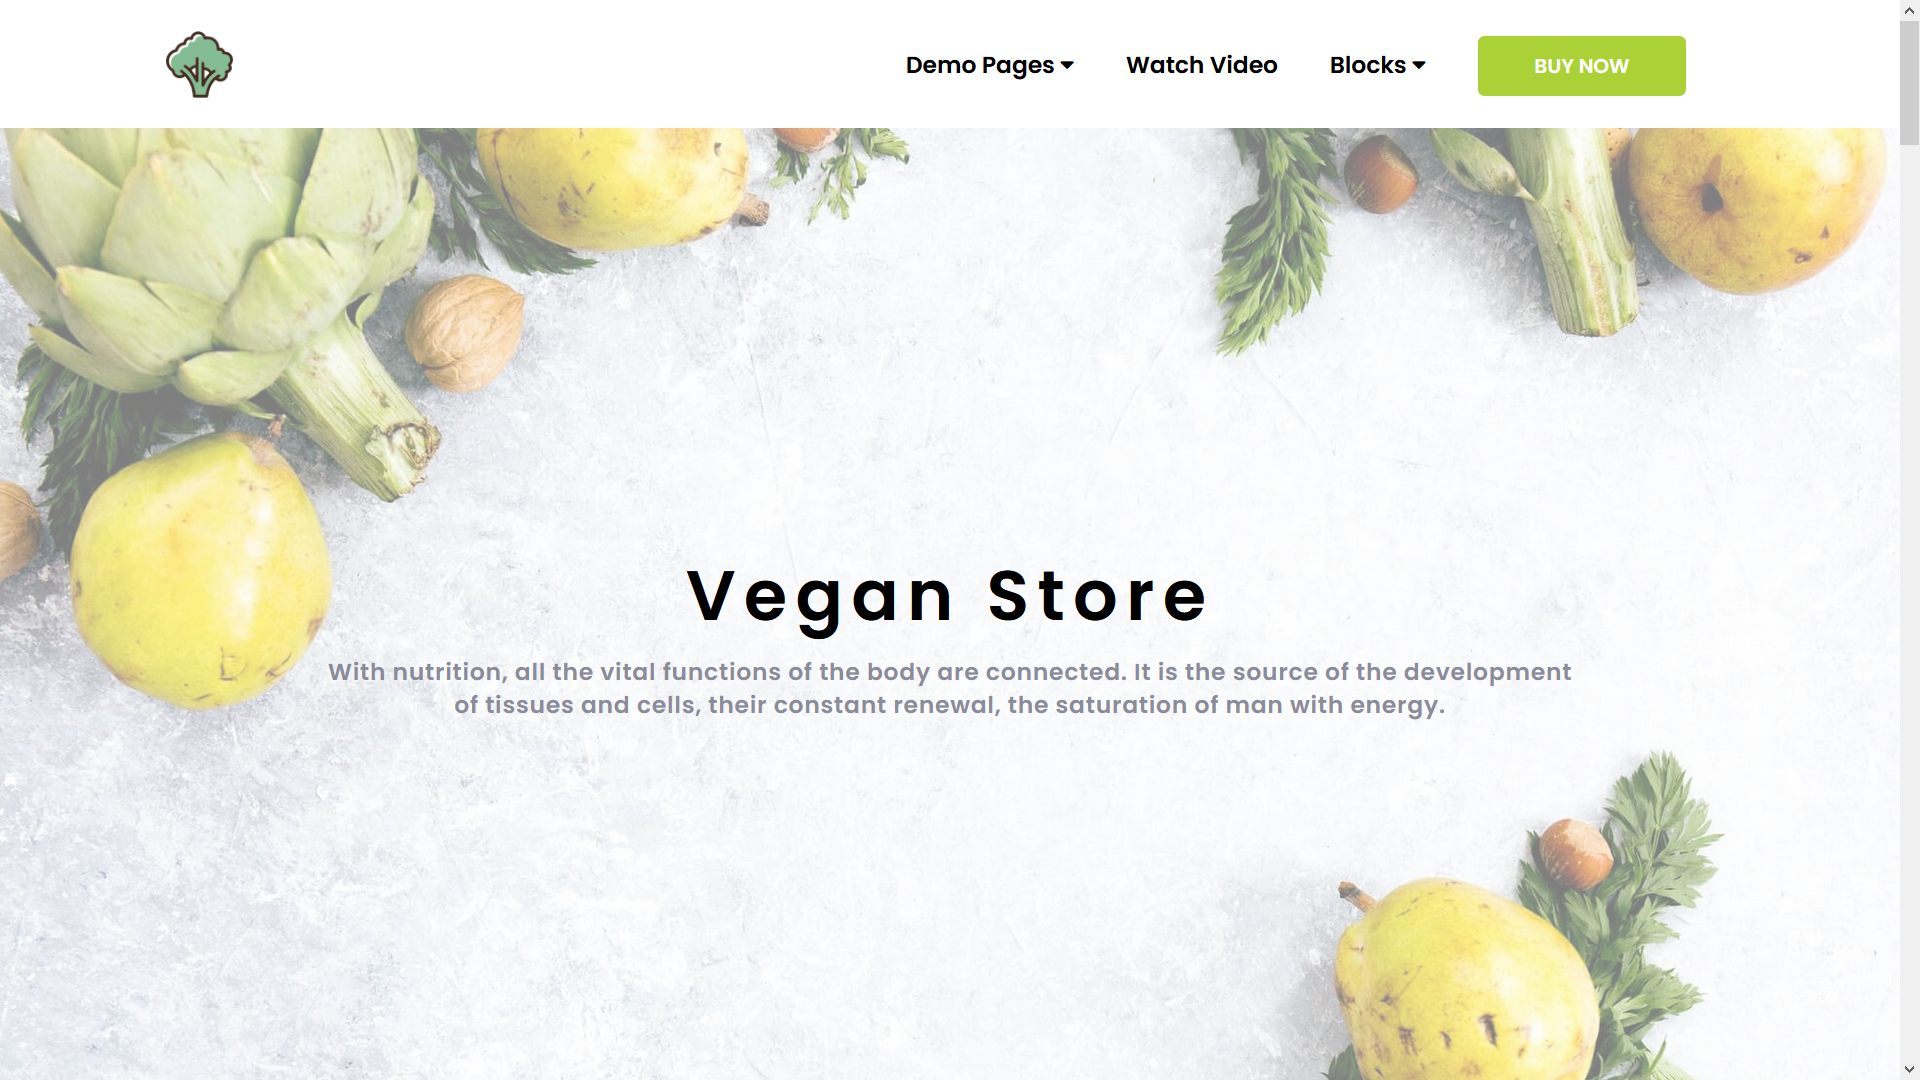 Demo Pages
Watch Video
Blocks
BUY NOW
Vegan Store
With nutrition, all the vital functions of the body are connected. It is the source of the development
of tissues and cells, their constant renewal, the saturation of man with energy.